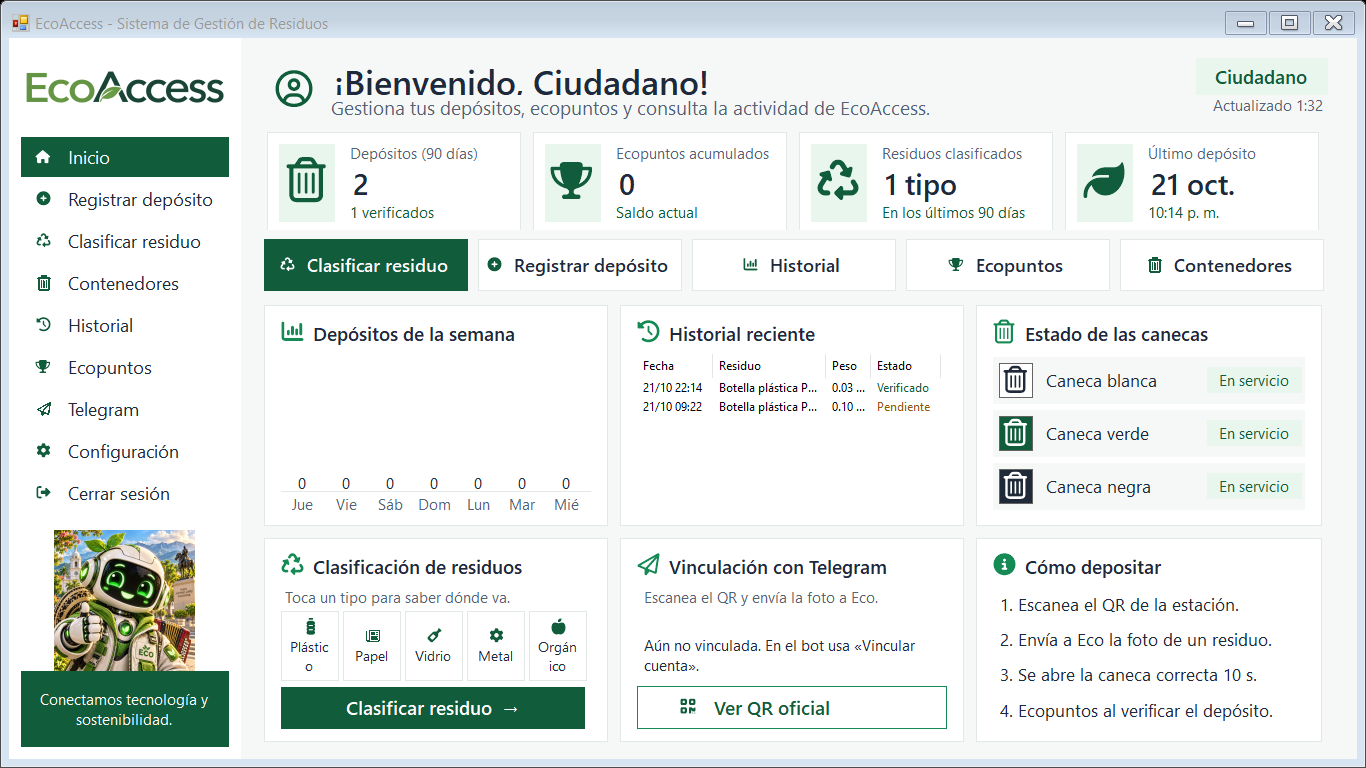 EcoAccess - Sistema de Gestión de Residuos
EcoAccess
¡Bienvenido, Ciudadano!
Gestiona tus depósitos, ecopuntos y consulta la actividad de EcoAccess.
Ciudadano
Actualizado 1:32
Inicio
Registrar depósito
Clasificar residuo
Contenedores
Historial
Ecopuntos
Telegram
Configuración
Cerrar sesión
ECO
Conectamos tecnología y
sostenibilidad.
Depósitos (90 días)
2
1 verificados
Ecopuntos acumulados
0
Saldo actual
Residuos clasificados
1 tipo
En los últimos 90 días
Último depósito
21 oct.
10:14 p. m.
Clasificar residuo
Registrar depósito
Historial
Ecopuntos
Contenedores
Depósitos de la semana
0 0 0 0 0 0 0
Jue Vie Sáb Dom Lun Mar Mié
Historial reciente
Fecha Residuo Peso Estado
21/10 22:14 Botella plástica P... 0.03 ... Verificado
21/10 09:22 Botella plástica P... 0.10 ... Pendiente
Estado de las canecas
Caneca blanca En servicio
Caneca verde En servicio
Caneca negra En servicio
Clasificación de residuos
Toca un tipo para saber dónde va.
Plástic
o
Papel
Vidrio
Metal
Orgán
ico
Clasificar residuo →
Vinculación con Telegram
Escanea el QR y envía la foto a Eco.
Aún no vinculada. En el bot usa «Vincular
cuenta».
Ver QR oficial
Cómo depositar
1. Escanea el QR de la estación.
2. Envía a Eco la foto de un residuo.
3. Se abre la caneca correcta 10 s.
4. Ecopuntos al verificar el depósito.